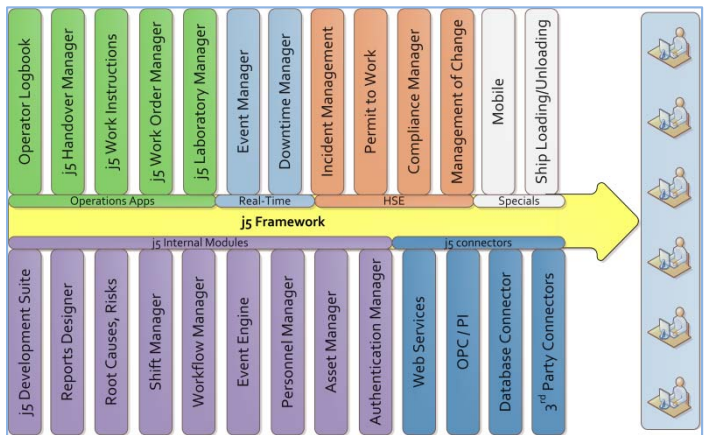 Operator Logbook
j5 Handover Manager
j5 Work Instructions
j5 Work Order Manager
j5 Laboratory Manager
Event Manager
Downtime Manager
Incident Management
Permit to Work
Compliance Manager
Management of Change
Mobile
Ship Loading/Unloading
Operations Apps
Real-Time
HSE
Specials
j5 Framework
j5 Internal Modules
j5 connectors
j5 Development Suite
Reports Designer
Root Causes, Risks
Shift Manager
Workflow Manager
Event Engine
Personnel Manager
Asset Manager
Authentication Manager
Web Services
OPC / PI
Database Connector
3rd Party Connectors